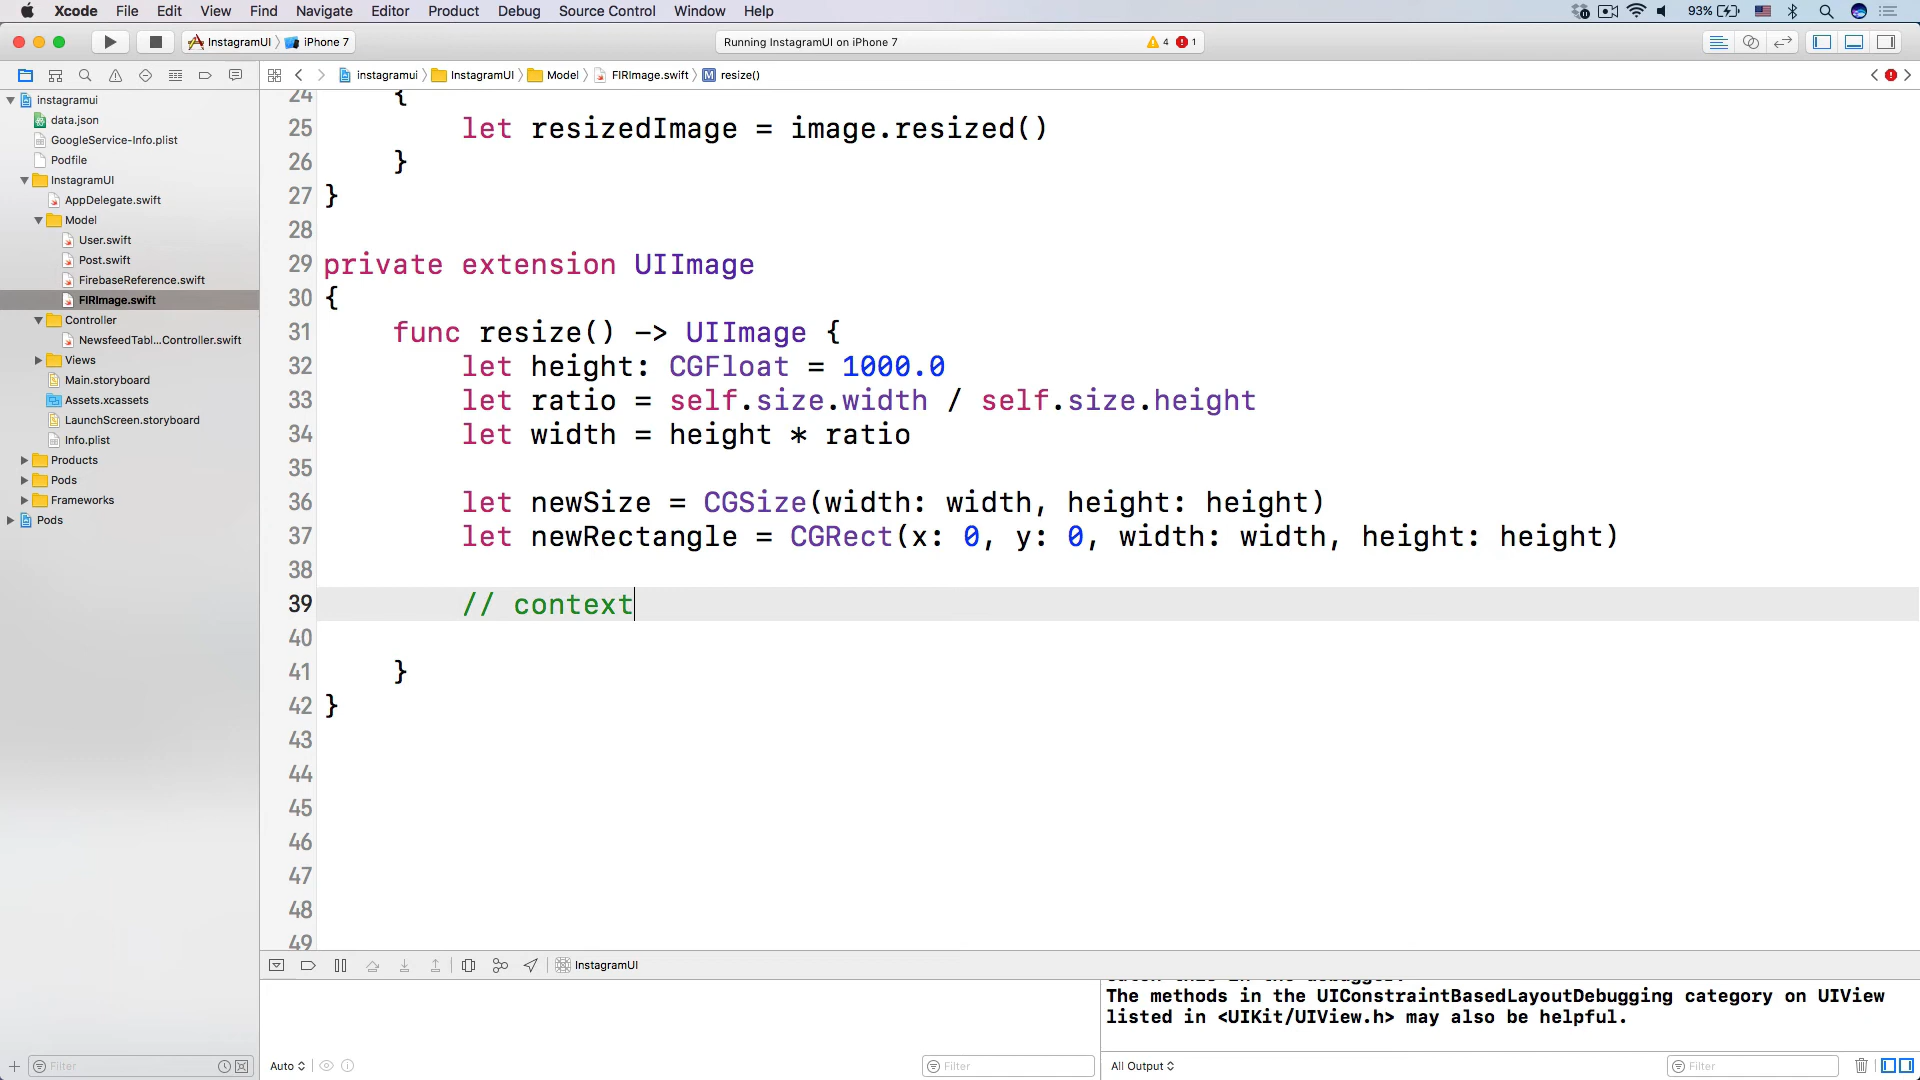 Xcode File Edit View Find Navigate Editor Product Debug Source Control Window Help 93%
InstagramUI iPhone 7 Running InstagramUI on iPhone 7 4 1
instagramui InstagramUI Model FIRImage.swift M resize()
instagramui
data.json
GoogleService-Info.plist
Podfile
InstagramUI
AppDelegate.swift
Model
User.swift
Post.swift
FirebaseReference.swift
FIRImage.swift
Controller
NewsfeedTabl...Controller.swift
Views
Main.storyboard
Assets.xcassets
LaunchScreen.storyboard
Info.plist
Products
Pods
Frameworks
Pods
Filter
24 {
25 let resizedImage = image.resized()
26 }
27 }
28
29 private extension UIImage
30 {
31 func resize() -> UIImage {
32 let height: CGFloat = 1000.0
33 let ratio = self.size.width / self.size.height
34 let width = height * ratio
35
36 let newSize = CGSize(width: width, height: height)
37 let newRectangle = CGRect(x: 0, y: 0, width: width, height: height)
38
39 // context
40
41 }
42 }
43
44
45
46
47
48
49
InstagramUI
The methods in the UIConstraintBasedLayoutDebugging category on UIView
listed in <UIKit/UIView.h> may also be helpful.
Auto Filter All Output Filter